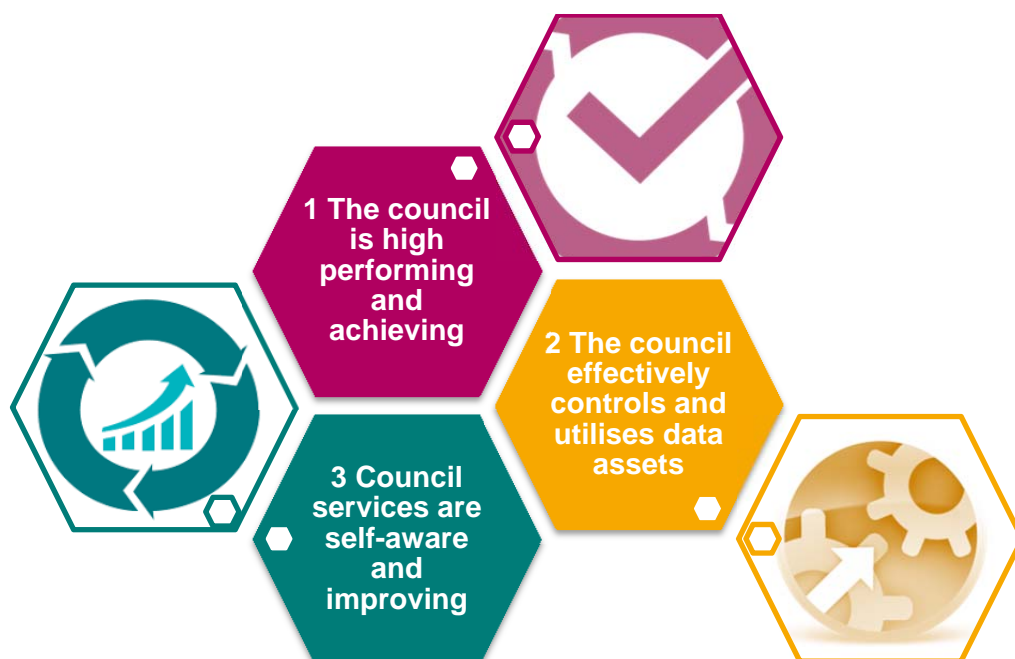 1 The council
is high
performing
and
achieving
2 The council
effectively
controls and
utilises data
assets
3 Council
services are
self-aware
and
improving